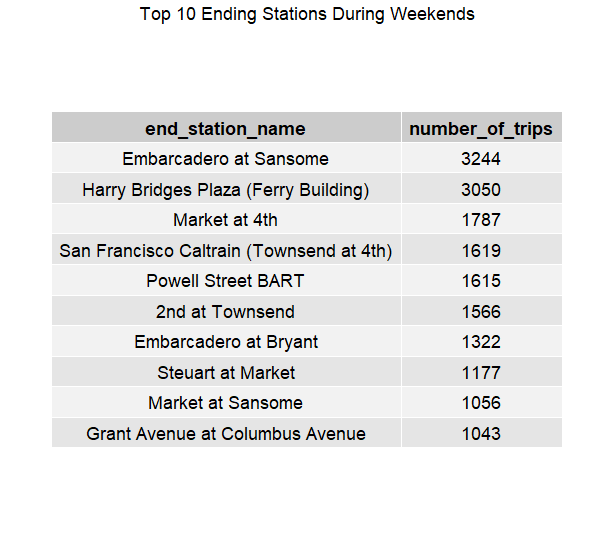 Top 10 Ending Stations During Weekends
end_station_name number_of_trips
Embarcadero at Sansome 3244
Harry Bridges Plaza (Ferry Building) 3050
Market at 4th 1787
San Francisco Caltrain (Townsend at 4th) 1619
Powell Street BART 1615
2nd at Townsend 1566
Embarcadero at Bryant 1322
Steuart at Market 1177
Market at Sansome 1056
Grant Avenue at Columbus Avenue 1043